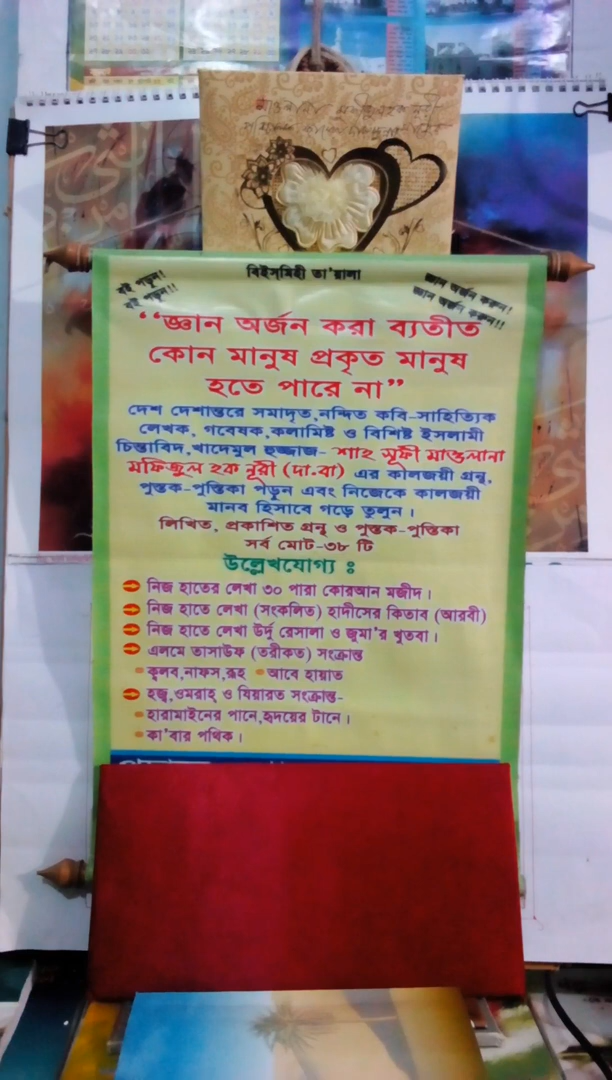 বিইস্‌মিহী তা'য়ালা
বই পড়ুন!
বই পড়ুন!!
জ্ঞান অর্জন করুন!
জ্ঞান অর্জন করুন!!
“জ্ঞান অর্জন করা ব্যতীত
কোন মানুষ প্রকৃত মানুষ
হতে পারে না”
দেশ দেশান্তরে সমাদৃত,নন্দিত কবি-সাহিত্যিক
লেখক, গবেষক,কলামিষ্ট ও বিশিষ্ট ইসলামী
চিন্তাবিদ,খাদেমুল হুজ্জাজ- শাহ সূফী মাওলানা
মফিজুল হক নূরী (দা.বা) এর কালজয়ী গ্রন্থ,
পুস্তক-পুস্তিকা পড়ুন এবং নিজেকে কালজয়ী
মানব হিসাবে গড়ে তুলুন।
লিখিত, প্রকাশিত গ্রন্থ ও পুস্তক-পুস্তিকা
সর্ব মোট-৩৮ টি
উল্লেখযোগ্য ঃ
নিজ হাতের লেখা ৩০ পারা কোরআন মজীদ।
নিজ হাতে লেখা (সংকলিত) হাদীসের কিতাব (আরবী)
নিজ হাতে লেখা উর্দু রেসালা ও জুমা'র খুতবা।
এলমে তাসাউফ (তরীকত) সংক্রান্ত
ক্বলব,নাফস,রূহ আবে হায়াত
হজ্ব,ওমরাহ্ ও যিয়ারত সংক্রান্ত-
হারামাইনের পানে,হৃদয়ের টানে।
কা'বার পথিক।